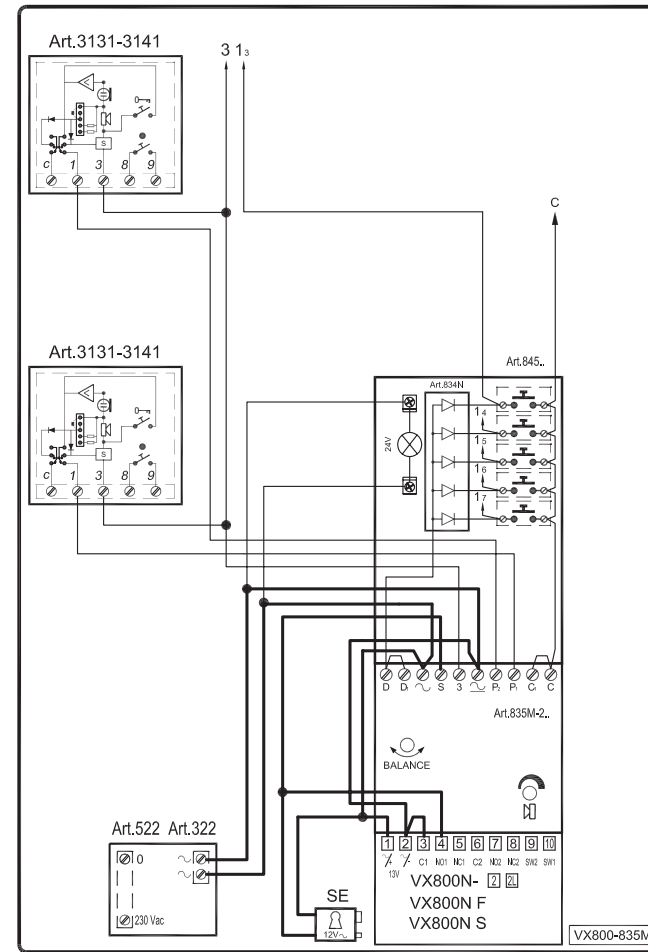 Art.3131-3141
3 1₃
S
C 1 3 8 9
C
Art.3131-3141
Art.845..
Art.834N
24V
1₄
1₅
1₆
1₇
S
C 1 3 8 9
D D₁ S 3 P₂ P₁ C₁ C
Art.835M-2..
BALANCE
Art.522 Art.322
0
230 Vac
1 2 3 4 5 6 7 8 9 10
C1 NO1 NC1 C2 NO2 NC2 SW2 SW1
13V
VX800N- 2 2L
VX800N F
VX800N S
SE
12V~
VX800-835M